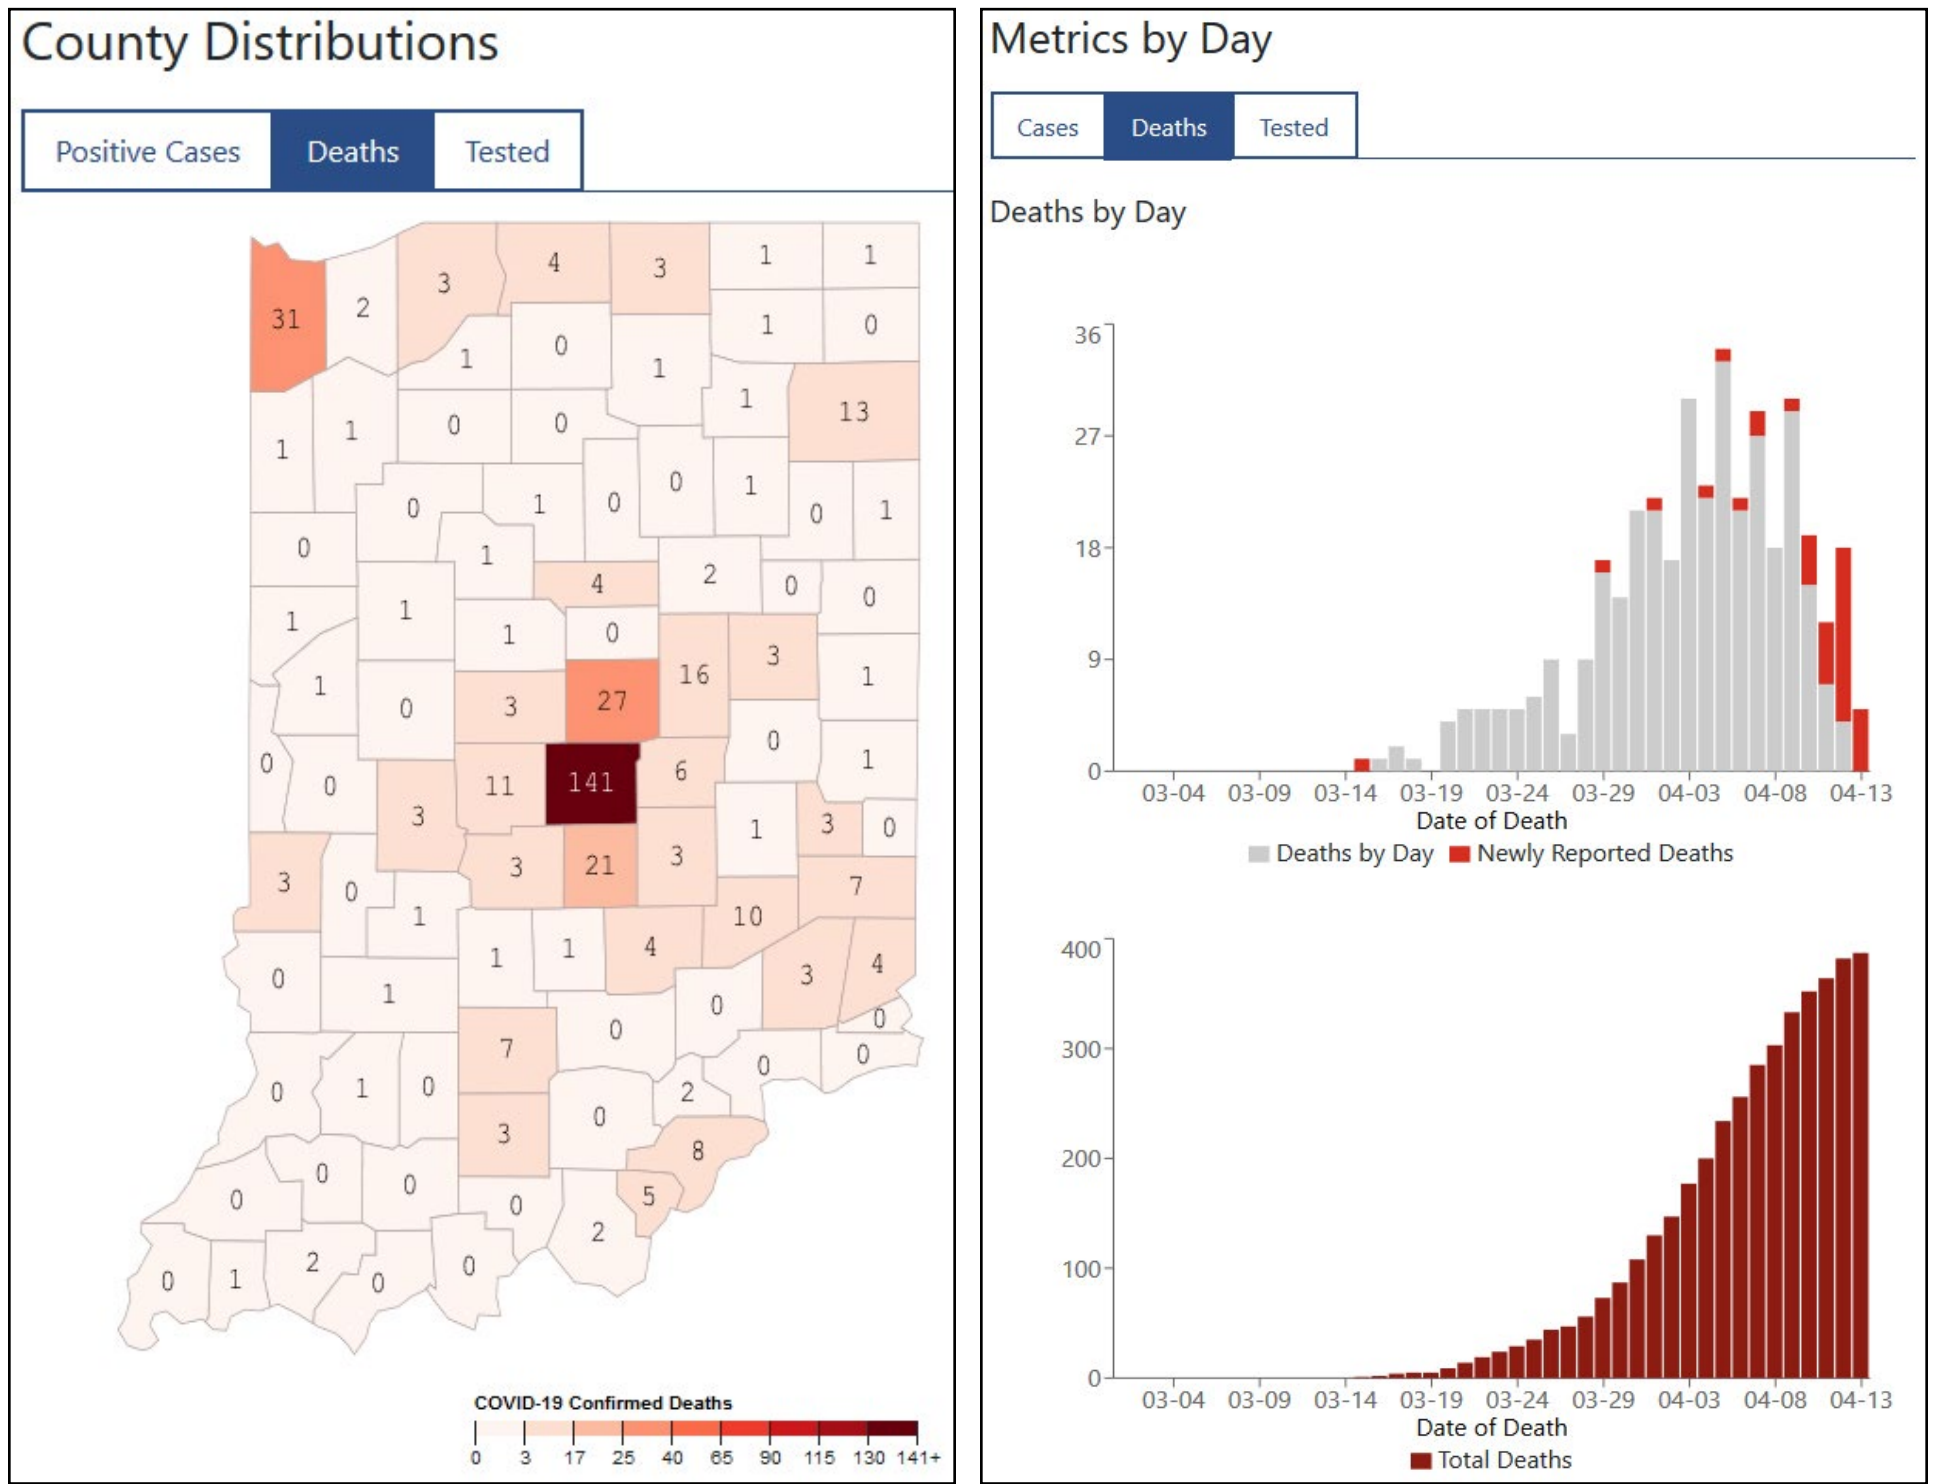 County Distributions
Positive Cases Deaths Tested
1 1
4 3
3
31 2 1 0
0
1 1
1 13
0 0
1 1
0 1
0 1 0 0 1
0
1
4 2 0 0
1
1
1 0
3
16
1 1
0 3 27
0
0 0 11 141 6 1
3
1 3 0
3 21 3
3 0 7
1 10
1 1 4
0 3 4
1 0
0
0
7 0
0 1 0 2
0
3 0
8
0 0 5
0 0
2
0 1 2 0 0
COVID-19 Confirmed Deaths
0 3 17 25 40 65 90 115 130 141+
Metrics by Day
Cases Deaths Tested
Deaths by Day
36
27
18
9
0
03-04 03-09 03-14 03-19 03-24 03-29 04-03 04-08 04-13
Date of Death
Deaths by Day Newly Reported Deaths
400
300
200
100
0
03-04 03-09 03-14 03-19 03-24 03-29 04-03 04-08 04-13
Date of Death
Total Deaths